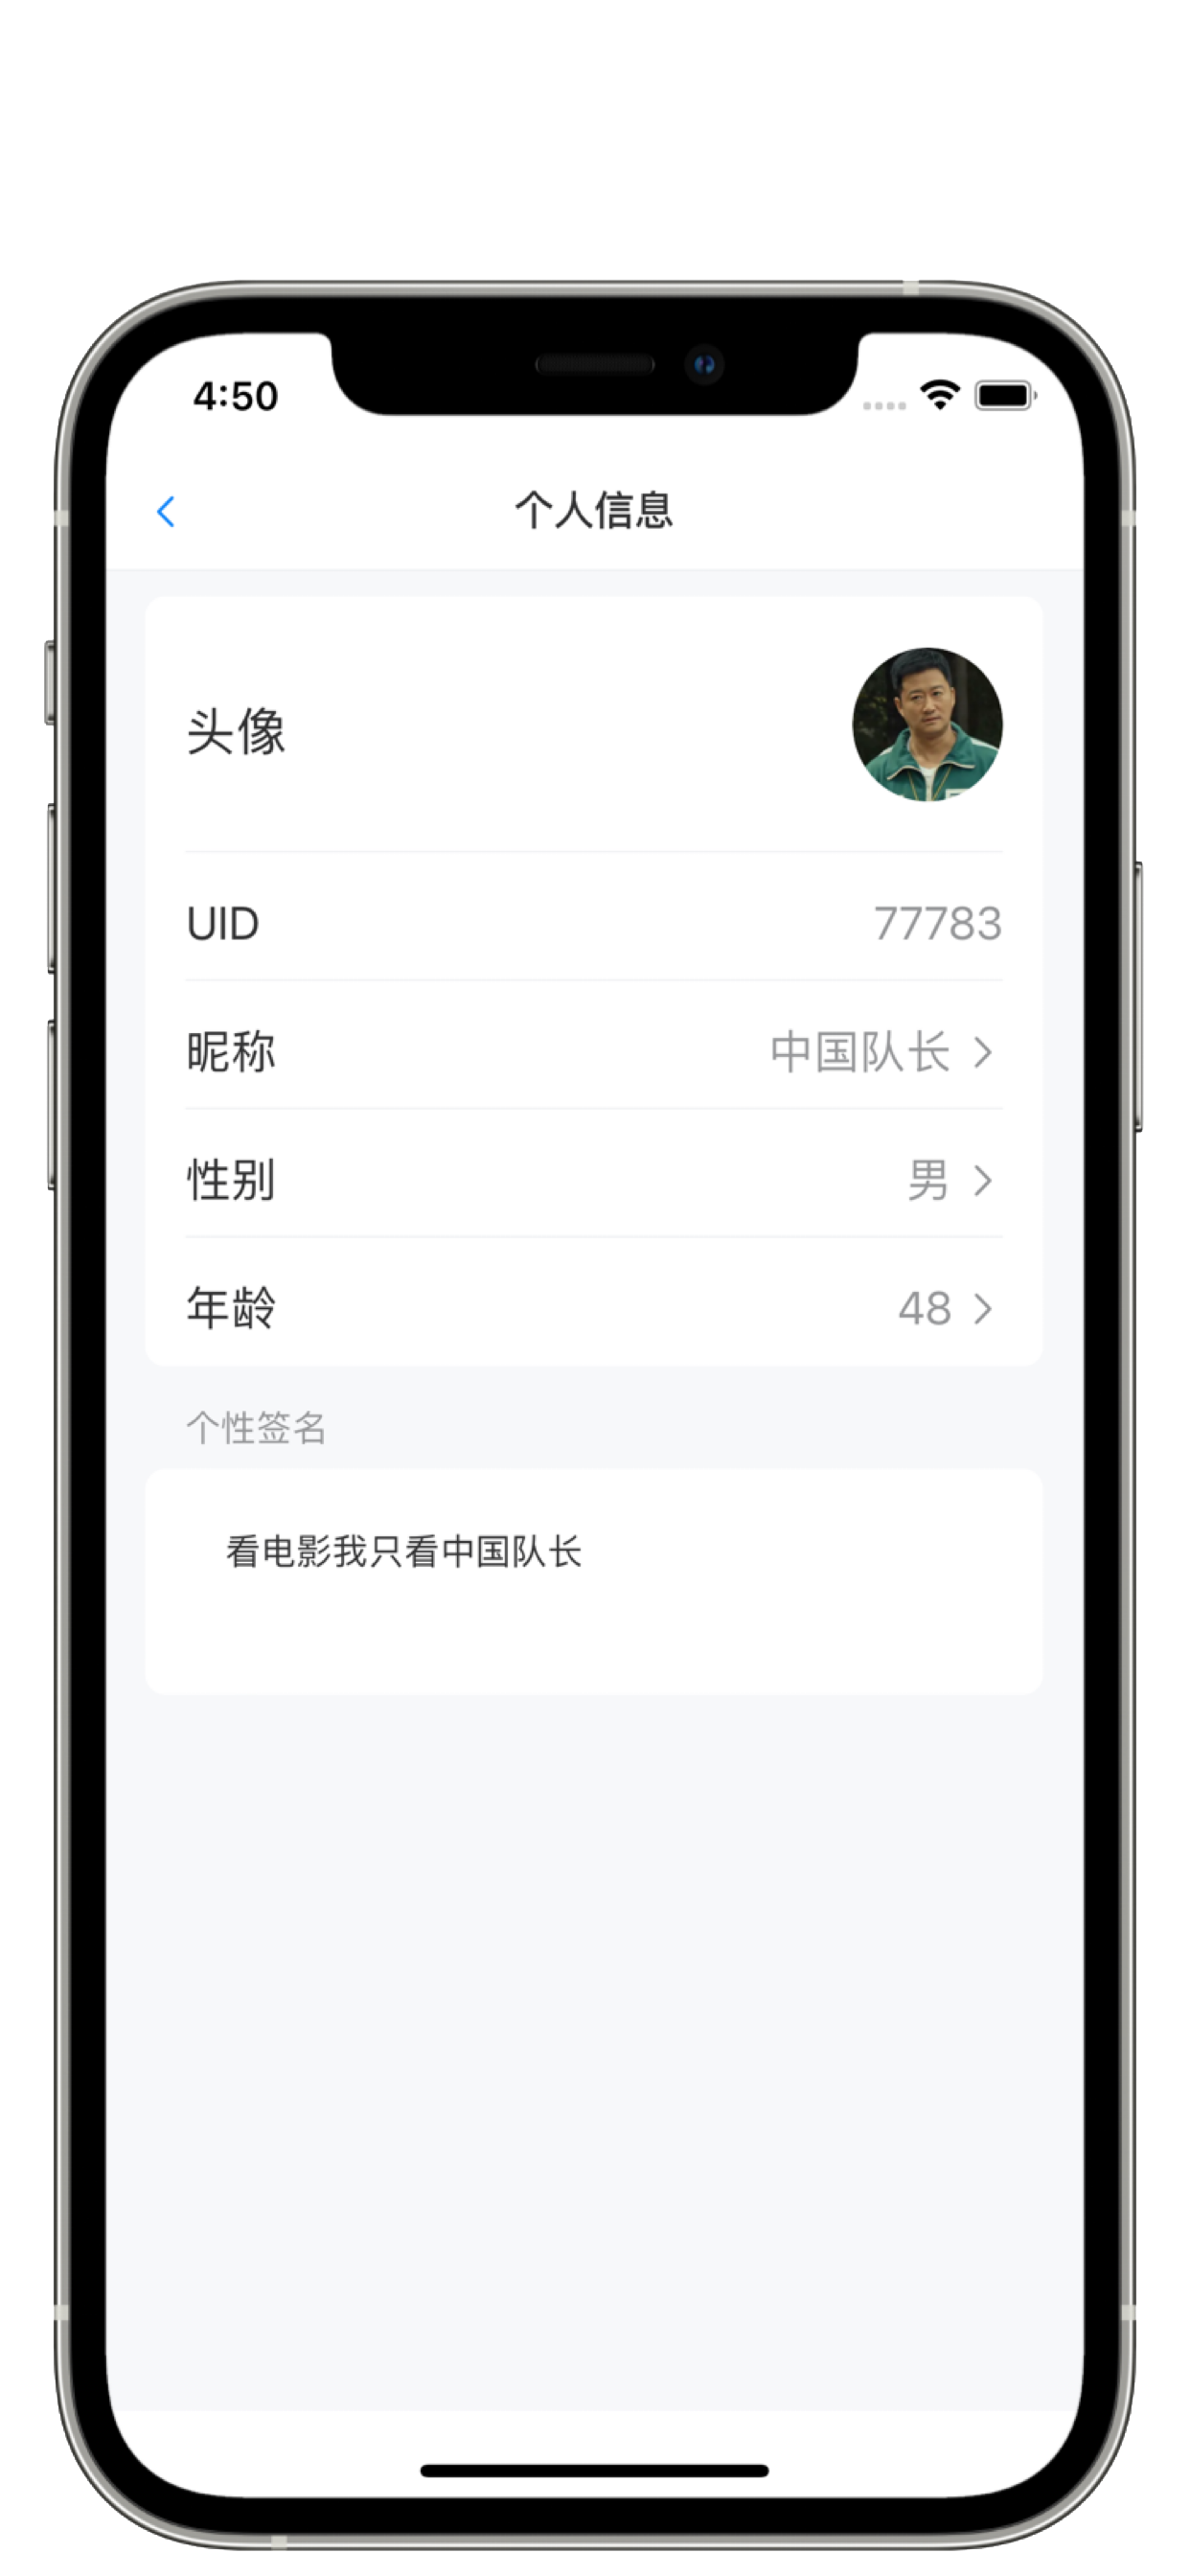 4:50
个人信息
头像
UID 77783
昵称 中国队长
性别 男
年龄 48
个性签名
看电影我只看中国队长